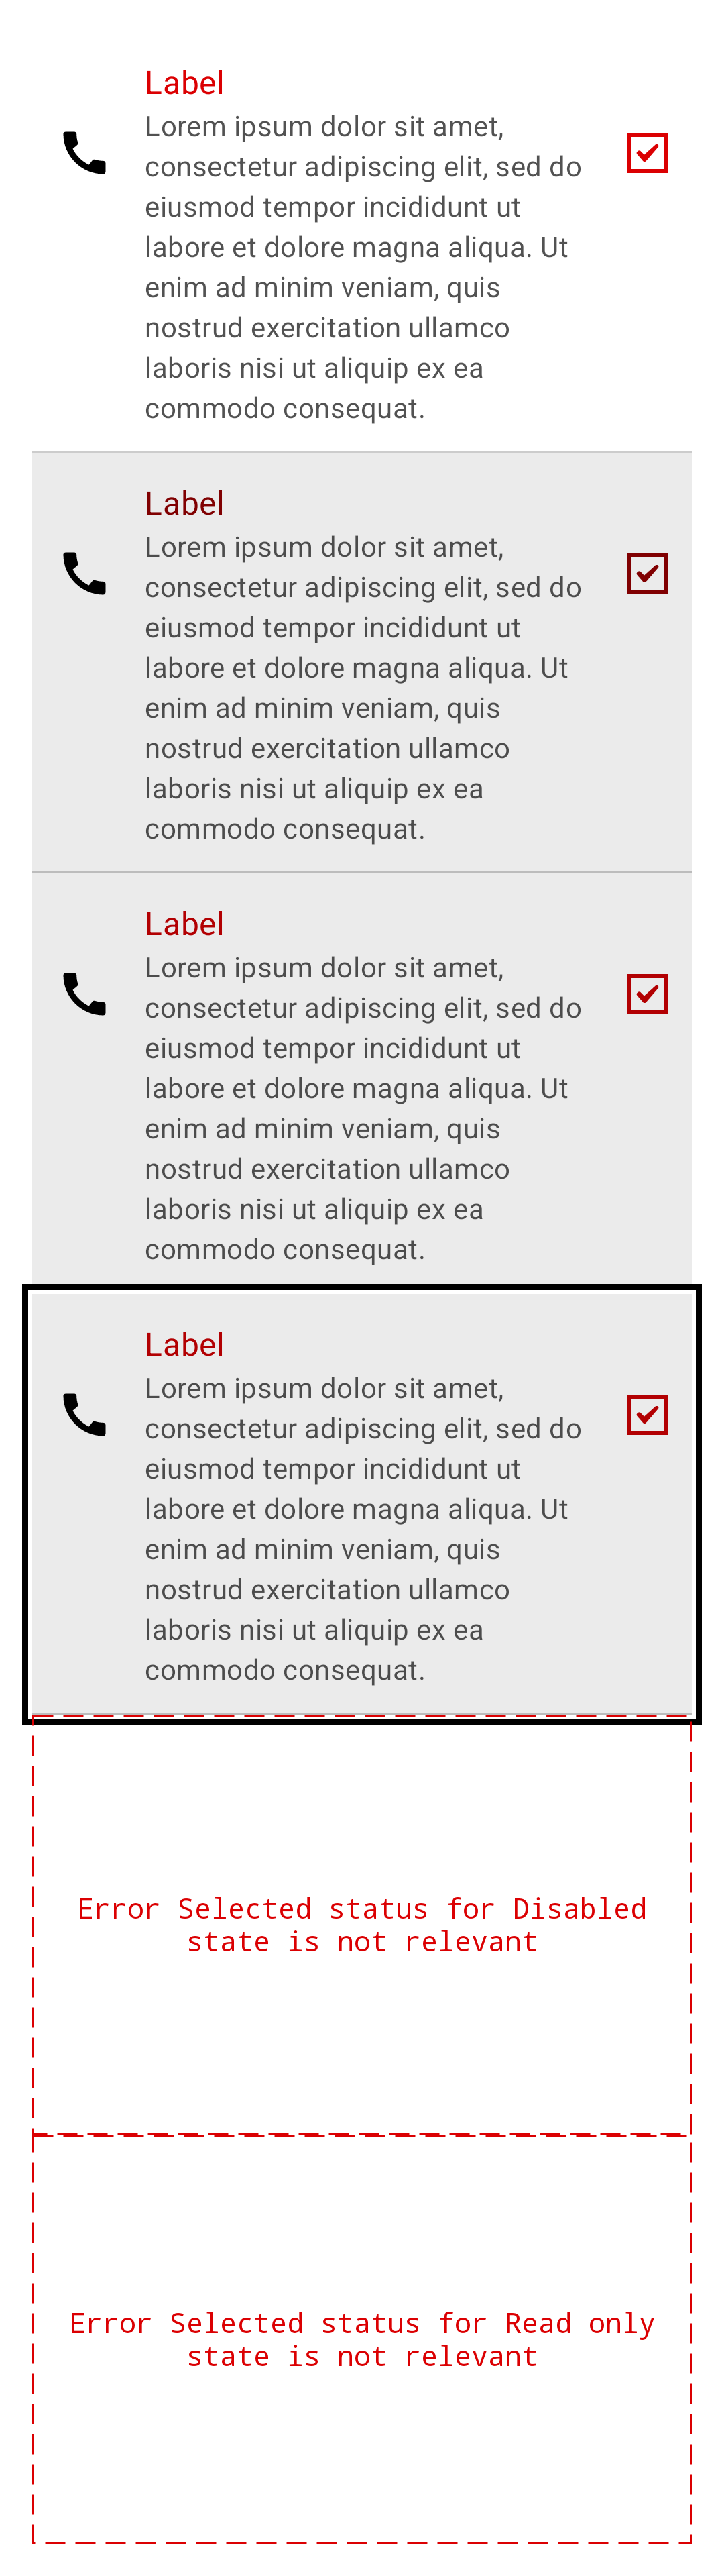 Label
Lorem ipsum dolor sit amet,
consectetur adipiscing elit, sed do
eiusmod tempor incididunt ut
labore et dolore magna aliqua. Ut
enim ad minim veniam, quis
nostrud exercitation ullamco
laboris nisi ut aliquip ex ea
commodo consequat.
Label
Lorem ipsum dolor sit amet,
consectetur adipiscing elit, sed do
eiusmod tempor incididunt ut
labore et dolore magna aliqua. Ut
enim ad minim veniam, quis
nostrud exercitation ullamco
laboris nisi ut aliquip ex ea
commodo consequat.
Label
Lorem ipsum dolor sit amet,
consectetur adipiscing elit, sed do
eiusmod tempor incididunt ut
labore et dolore magna aliqua. Ut
enim ad minim veniam, quis
nostrud exercitation ullamco
laboris nisi ut aliquip ex ea
commodo consequat.
Label
Lorem ipsum dolor sit amet,
consectetur adipiscing elit, sed do
eiusmod tempor incididunt ut
labore et dolore magna aliqua. Ut
enim ad minim veniam, quis
nostrud exercitation ullamco
laboris nisi ut aliquip ex ea
commodo consequat.
Error Selected status for Disabled
state is not relevant
Error Selected status for Read only
state is not relevant